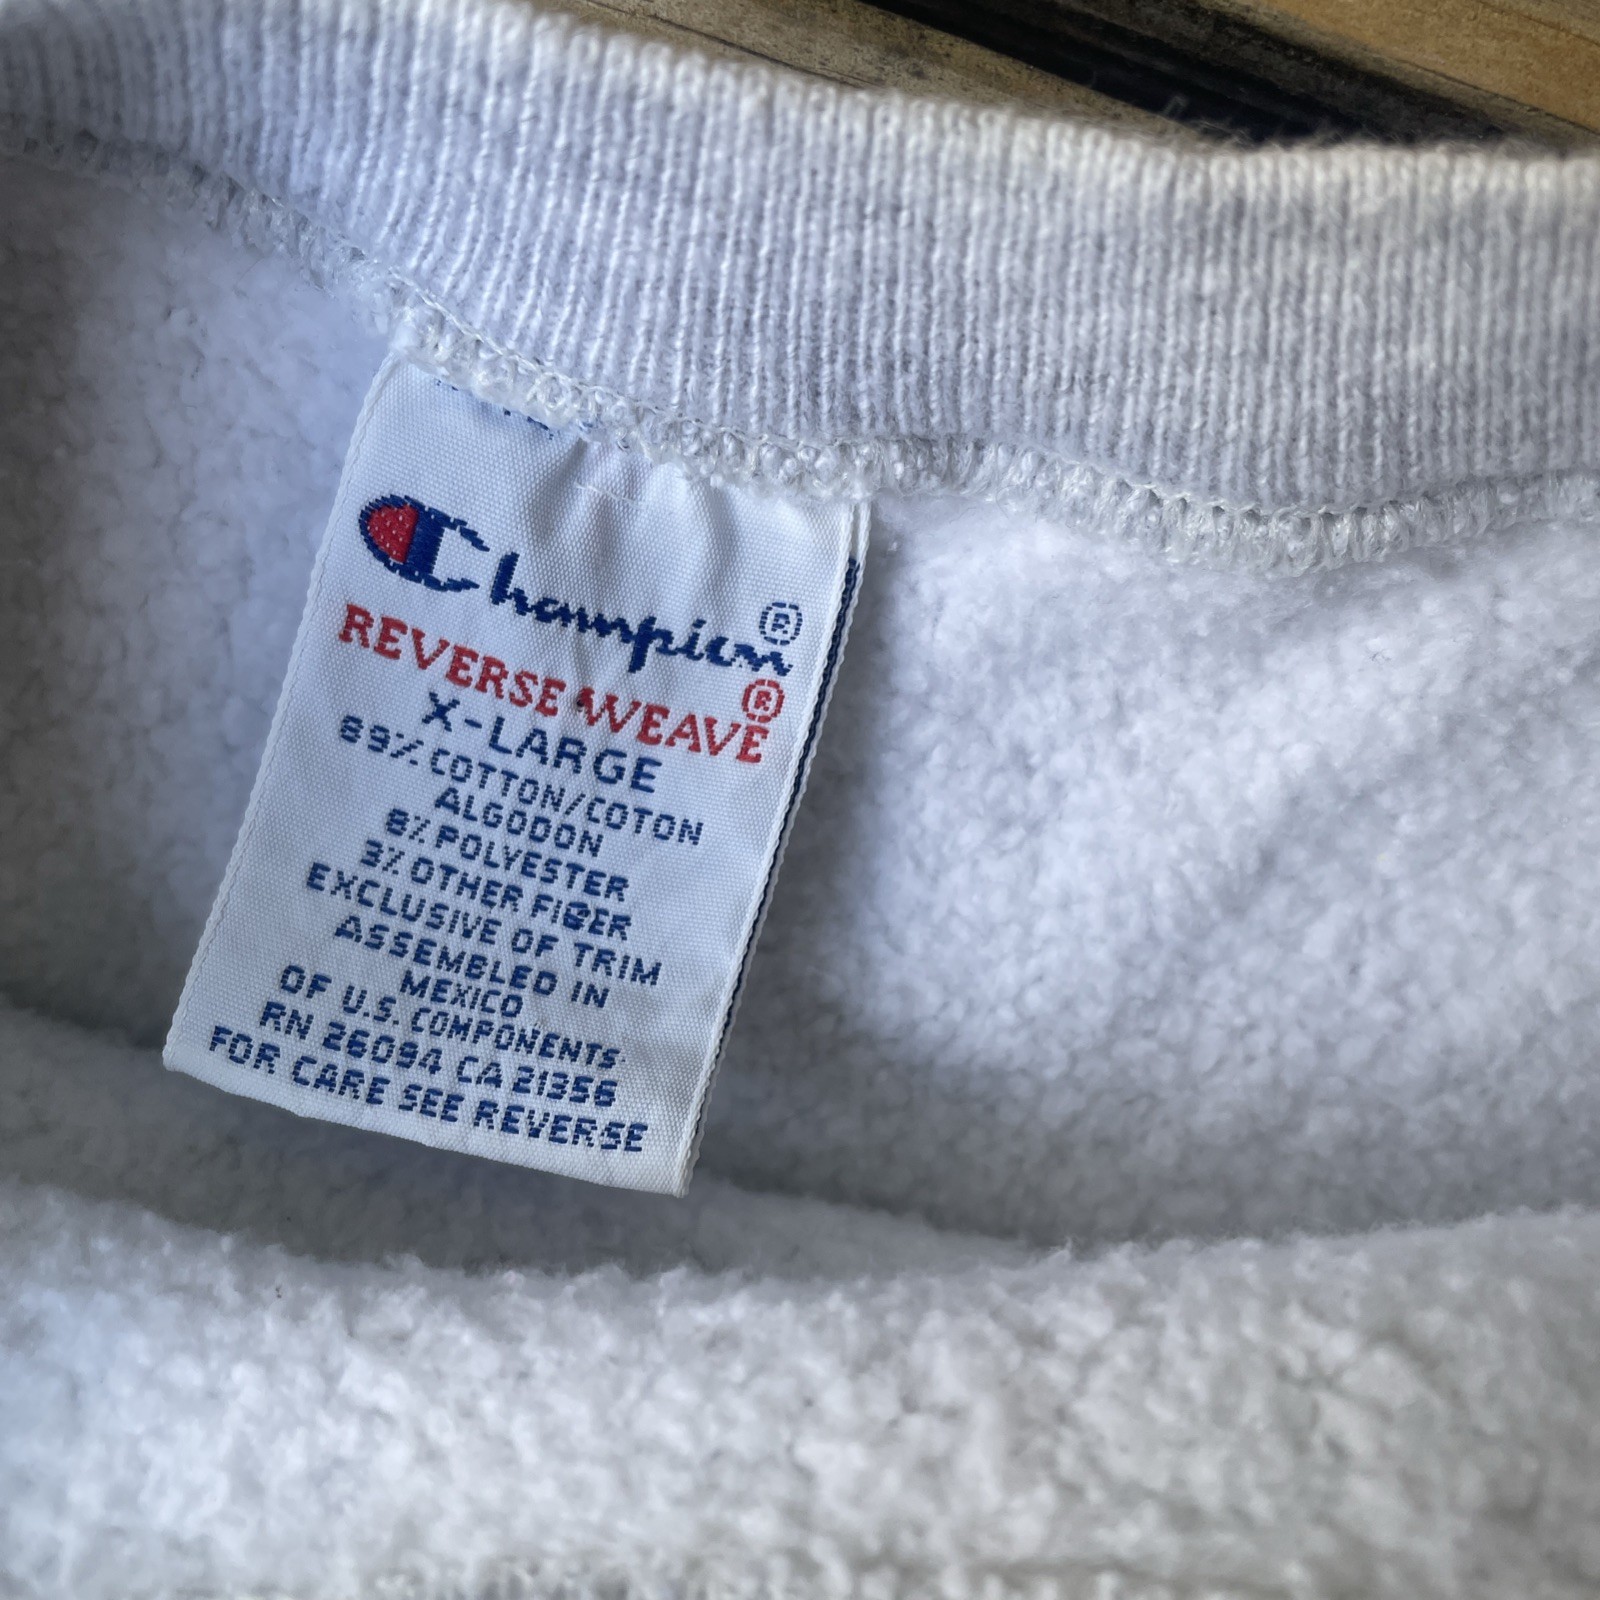 Champion®
REVERSE WEAVE®
X-LARGE
89% COTTON/COTON
ALGODON
8% POLYESTER
3% OTHER FIBER
EXCLUSIVE OF TRIM
ASSEMBLED IN
MEXICO
OF U.S. COMPONENTS
RN 26094 CA 21356
FOR CARE SEE REVERSE